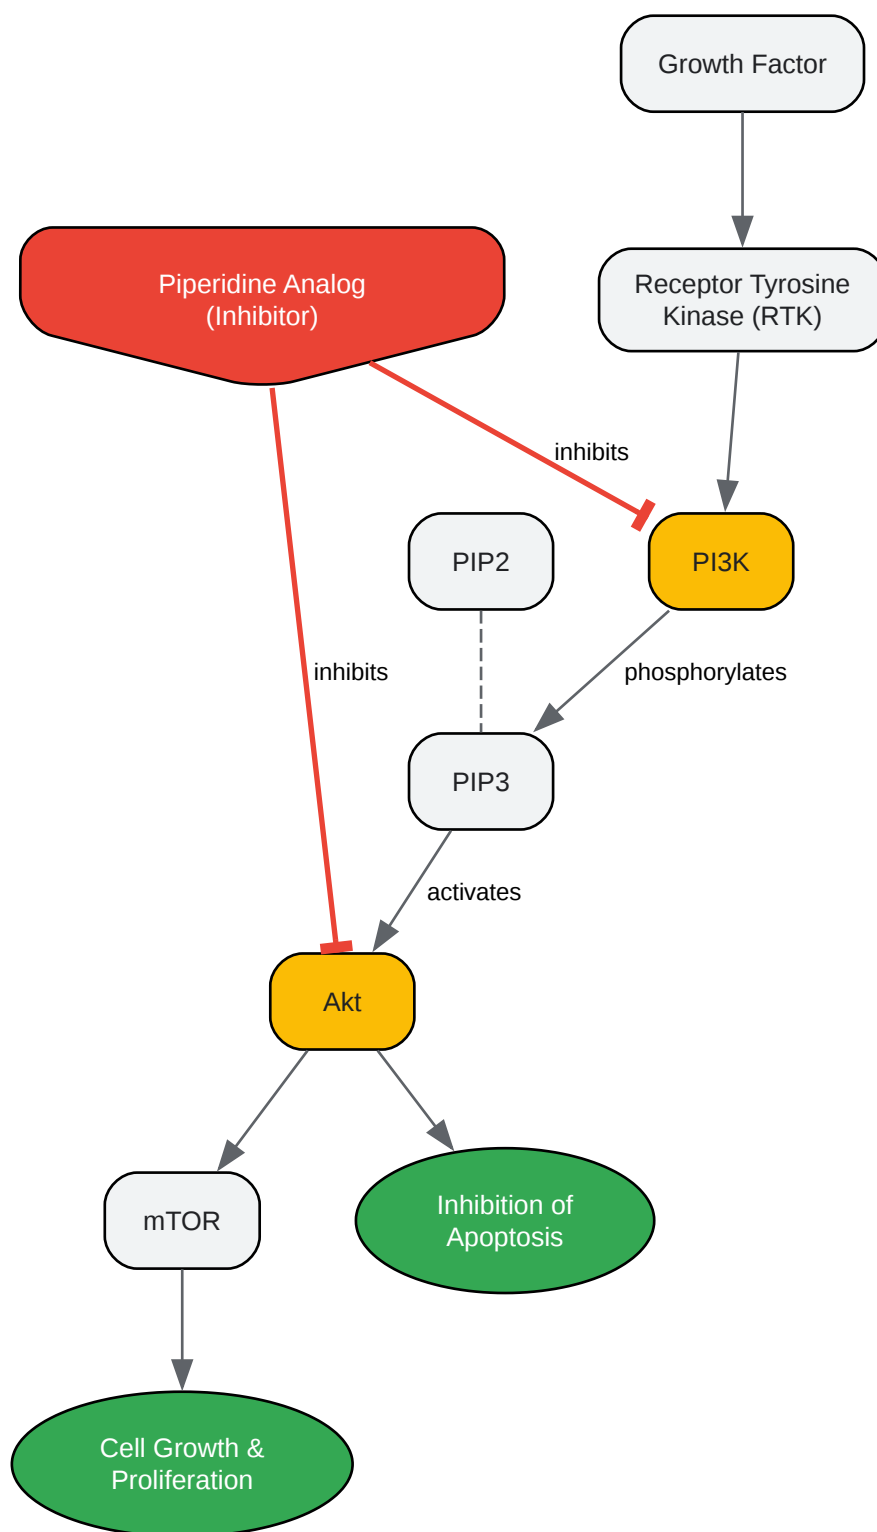 Growth Factor
Piperidine Analog
(Inhibitor)
Receptor Tyrosine
Kinase (RTK)
inhibits
PIP2
PI3K
inhibits
phosphorylates
PIP3
activates
Akt
mTOR
Inhibition of
Apoptosis
Cell Growth &
Proliferation